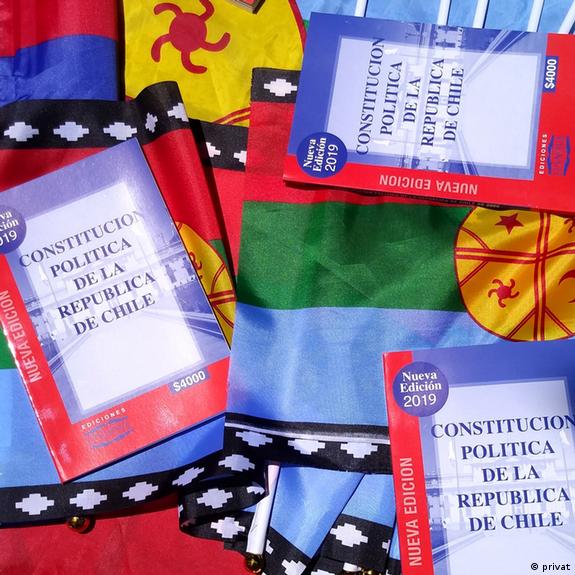 Nueva
Edición
2019
CONSTITUCION
POLITICA
DE LA
REPUBLICA
DE CHILE
NUEVA EDICION
$4000
EDICIONES
Nueva
Edición
2019
CONSTITUCION
POLITICA
DE LA
REPUBLICA
DE CHILE
NUEVA EDICION
$4000
EDICIONES
Nueva
Edición
2019
CONSTITUCION
POLITICA
DE LA
REPUBLICA
DE CHILE
NUEVA EDICION
© privat